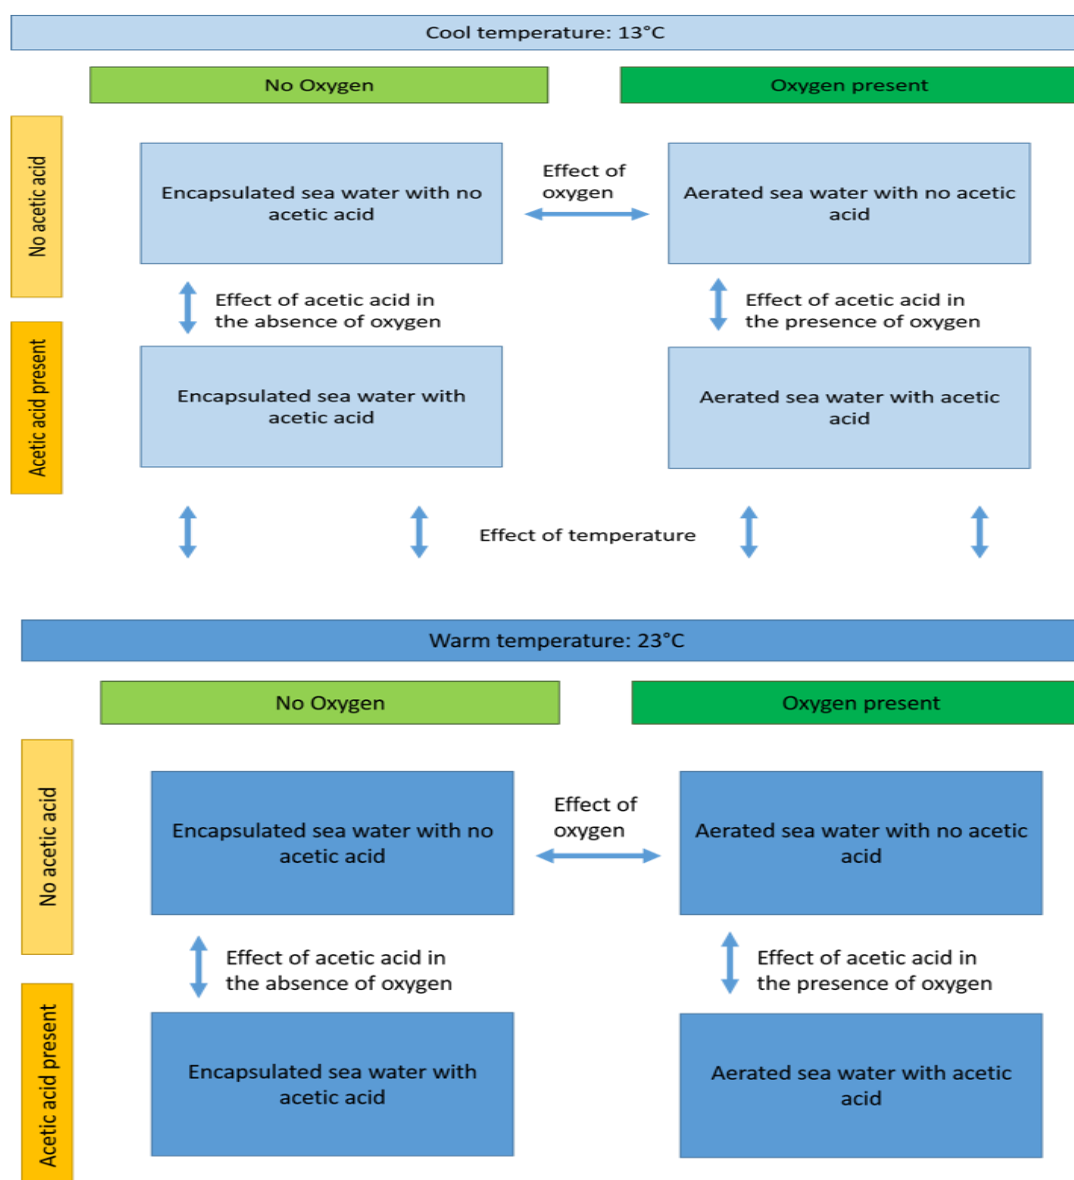 Cool temperature: 13°C
No Oxygen
Oxygen present
No acetic acid
Encapsulated sea water with no
acetic acid
Effect of
oxygen
Aerated sea water with no acetic
acid
Effect of acetic acid in
the absence of oxygen
Effect of acetic acid in
the presence of oxygen
Acetic acid present
Encapsulated sea water with
acetic acid
Aerated sea water with acetic
acid
Effect of temperature
Warm temperature: 23°C
No Oxygen
Oxygen present
No acetic acid
Encapsulated sea water with no
acetic acid
Effect of
oxygen
Aerated sea water with no acetic
acid
Effect of acetic acid in
the absence of oxygen
Effect of acetic acid in
the presence of oxygen
Acetic acid present
Encapsulated sea water with
acetic acid
Aerated sea water with acetic
acid